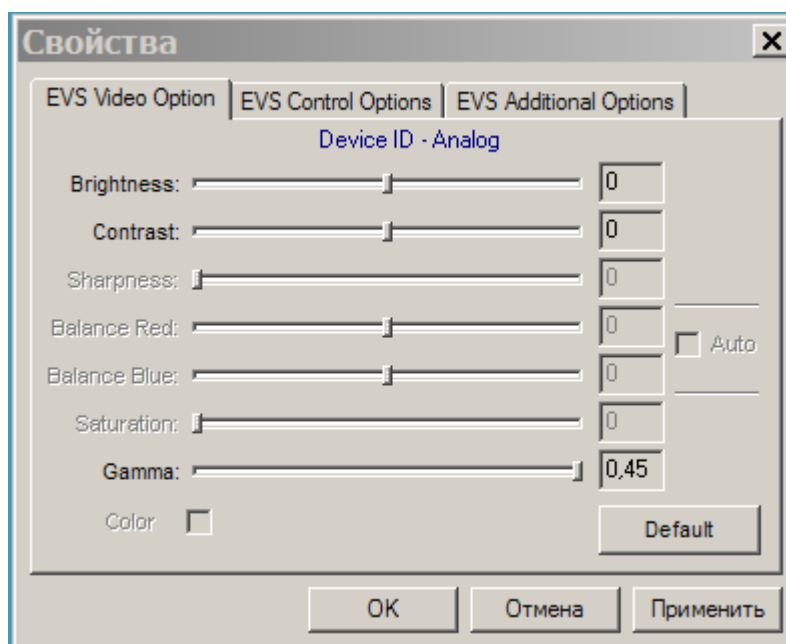 Свойства
EVS Video Option EVS Control Options EVS Additional Options
Device ID - Analog
Brightness: 0
Contrast: 0
Sharpness: 0
Balance Red: 0
Auto
Balance Blue: 0
Saturation: 0
Gamma: 0,45
Color
Default
OK Отмена Применить